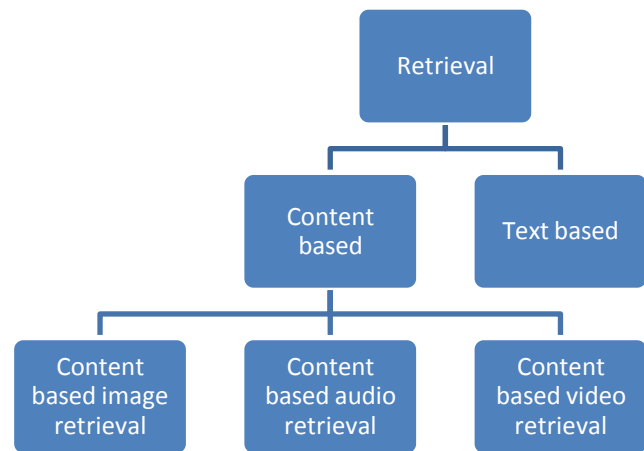 Retrieval
Content
based
Text based
Content
based image
retrieval
Content
based audio
retrieval
Content
based video
retrieval